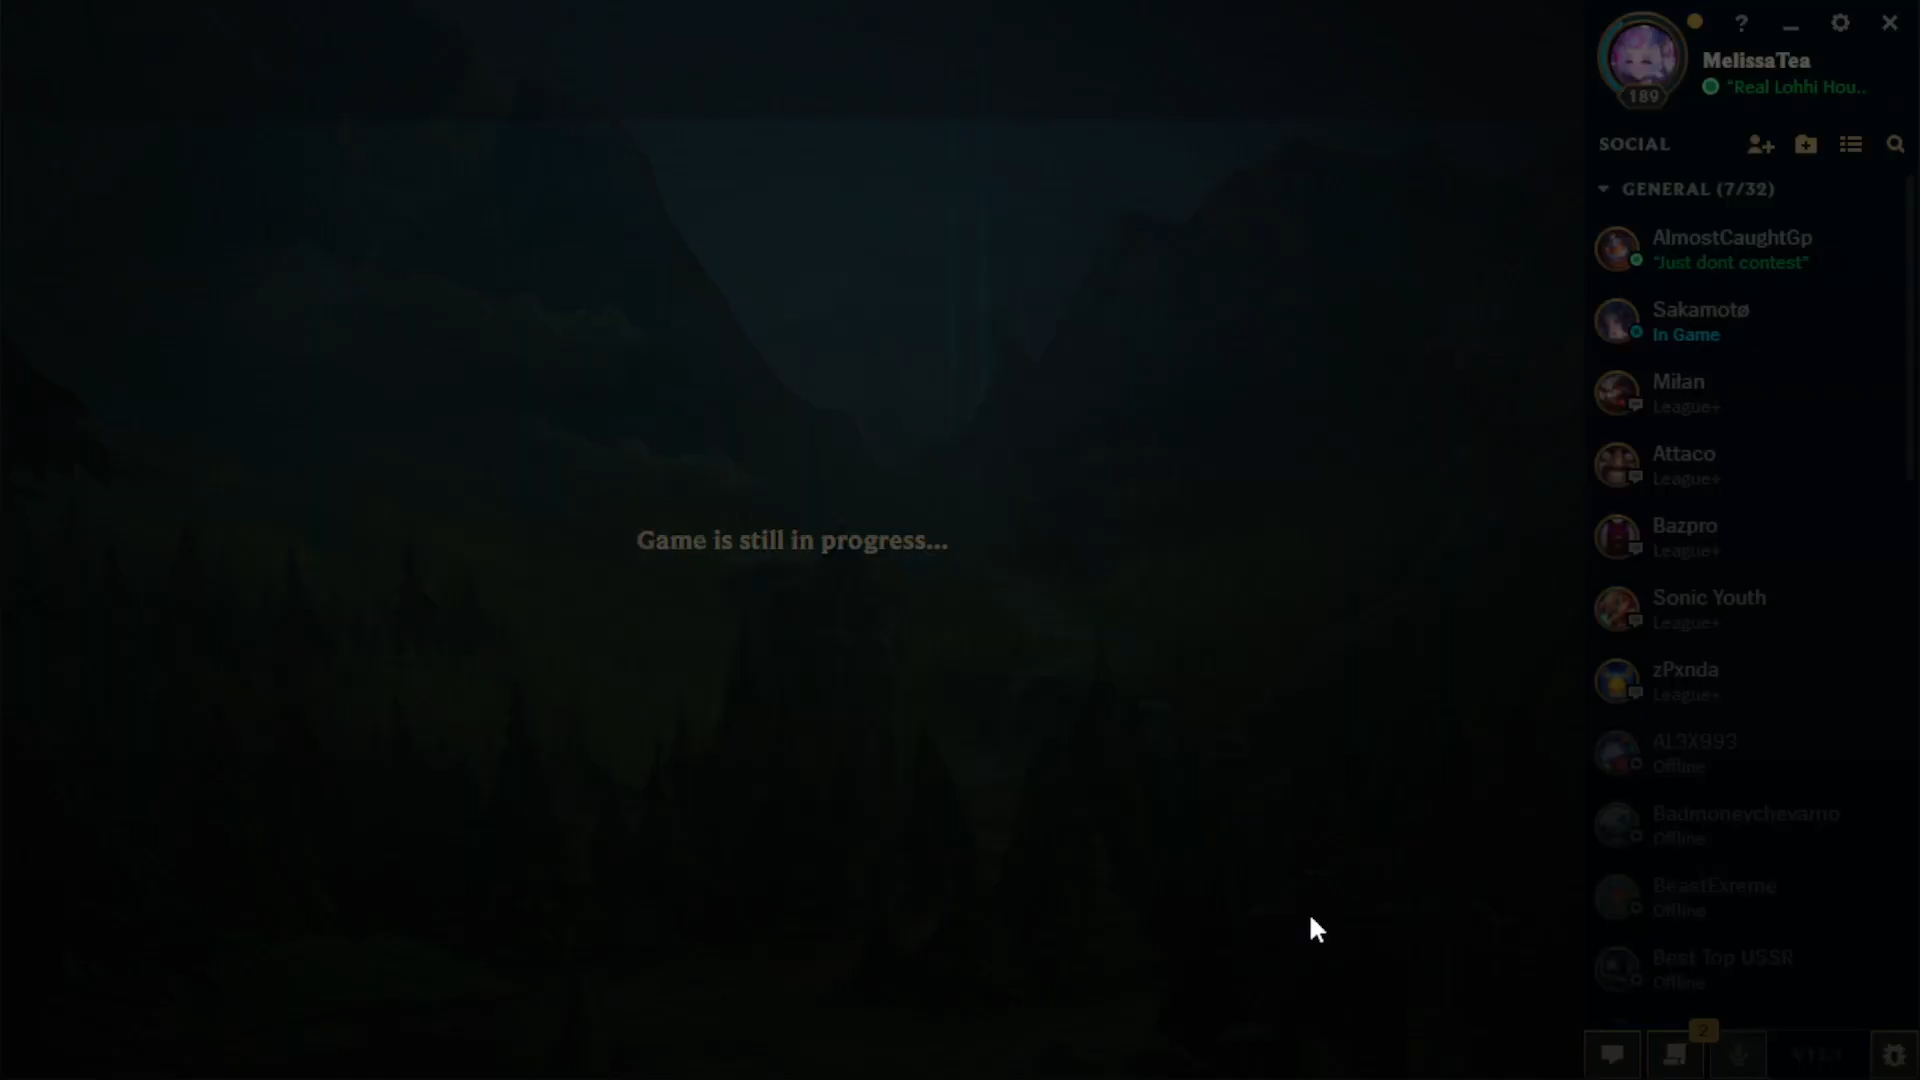 MelissaTea
189
"Real Lohhi Hou..
SOCIAL
GENERAL (7/32)
AlmostCaughtGp
"Just dont contest"
Sakamotø
In Game
Milan
League+
Attaco
League+
Bazpro
League+
Sonic Youth
League+
zPxnda
League+
AL3X993
Offline
Badmoneychevarno
Offline
BeastExreme
Offline
Best Top USSR
Offline
Game is still in progress...
2